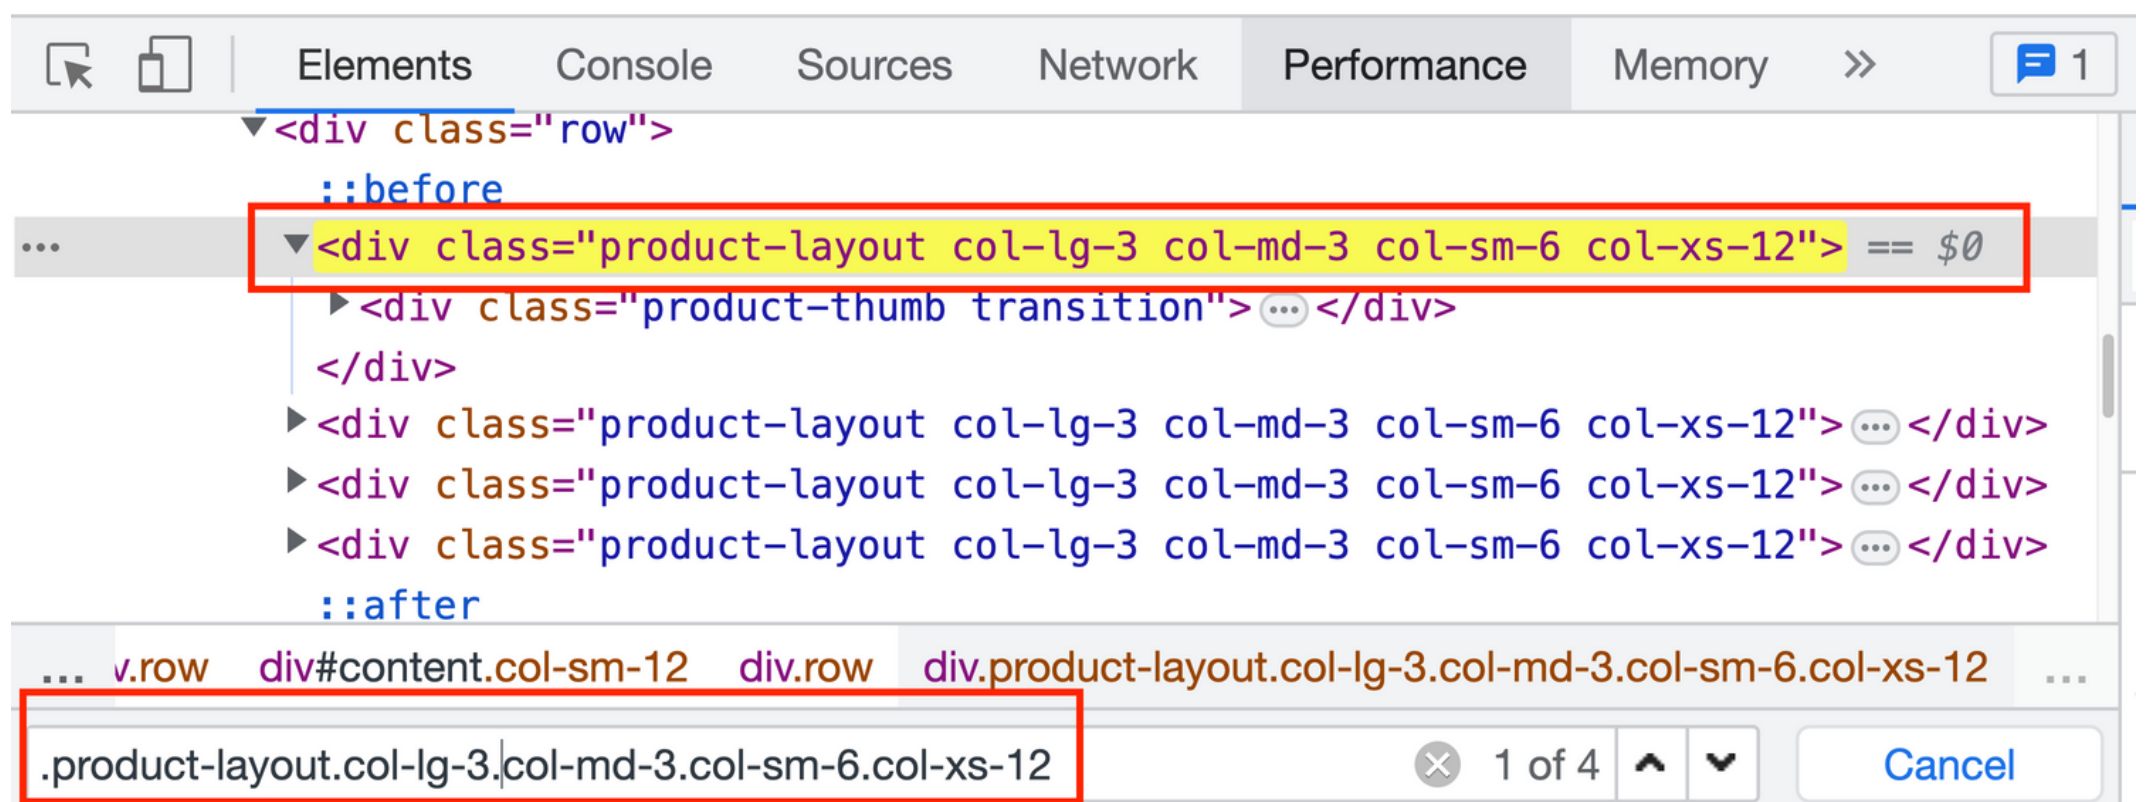 Elements Console Sources Network Performance Memory » 1
▼<div class="row">
::before
… ▼<div class="product-layout col-lg-3 col-md-3 col-sm-6 col-xs-12"> == $0
▶<div class="product-thumb transition">…</div>
</div>
▶<div class="product-layout col-lg-3 col-md-3 col-sm-6 col-xs-12">…</div>
▶<div class="product-layout col-lg-3 col-md-3 col-sm-6 col-xs-12">…</div>
▶<div class="product-layout col-lg-3 col-md-3 col-sm-6 col-xs-12">…</div>
::after
... v.row div#content.col-sm-12 div.row div.product-layout.col-lg-3.col-md-3.col-sm-6.col-xs-12 ...
.product-layout.col-lg-3.col-md-3.col-sm-6.col-xs-12 1 of 4 Cancel